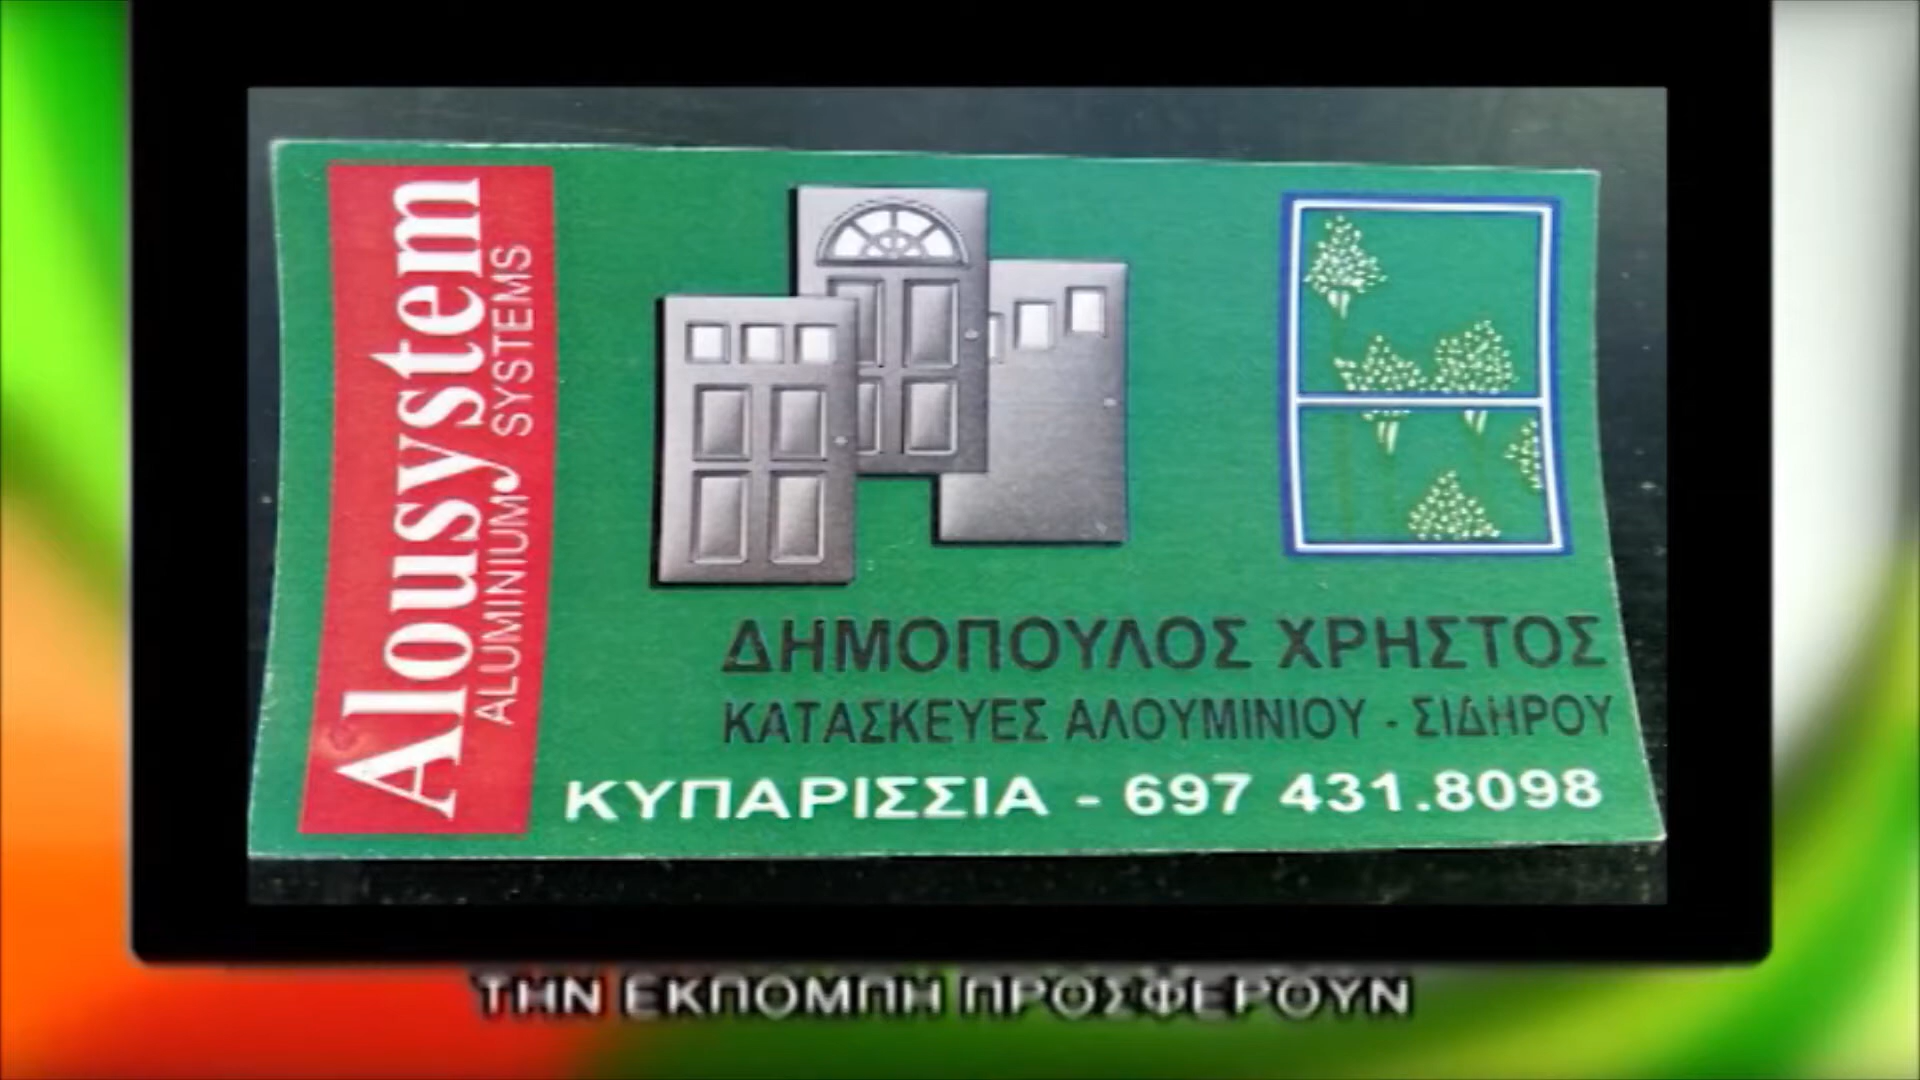 Alousystem
ALUMINIUM SYSTEMS
ΔΗΜΟΠΟΥΛΟΣ ΧΡΗΣΤΟΣ
ΚΑΤΑΣΚΕΥΕΣ ΑΛΟΥΜΙΝΙΟΥ - ΣΙΔΗΡΟΥ
ΚΥΠΑΡΙΣΣΙΑ - 697 431.8098
ΤΗΝ ΕΚΠΟΜΠΗ ΠΡΟΣΦΕΡΟΥΝ